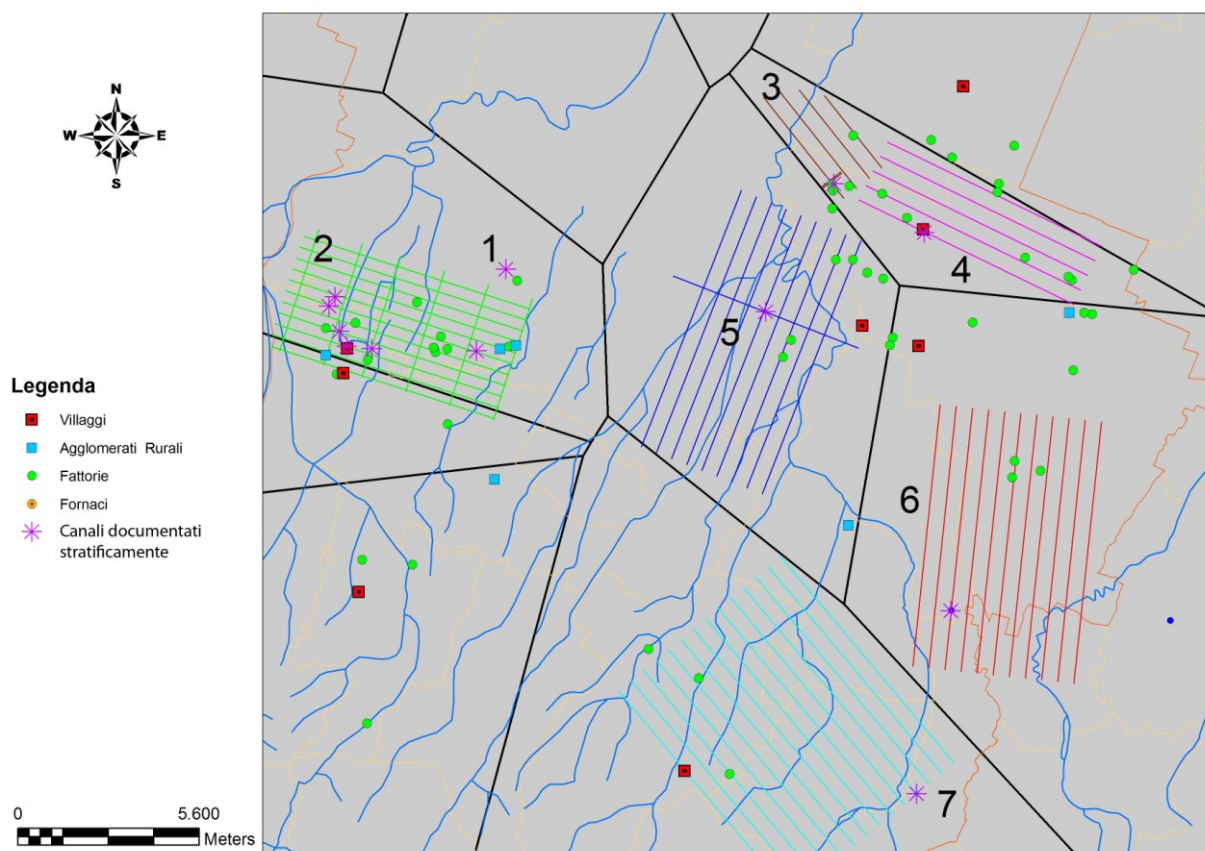 N
W
E
S
Legenda
Villaggi
Agglomerati Rurali
Fattorie
Fornaci
Canali documentati
stratificamente
0
5.600
Meters
3
2
1
4
5
6
7